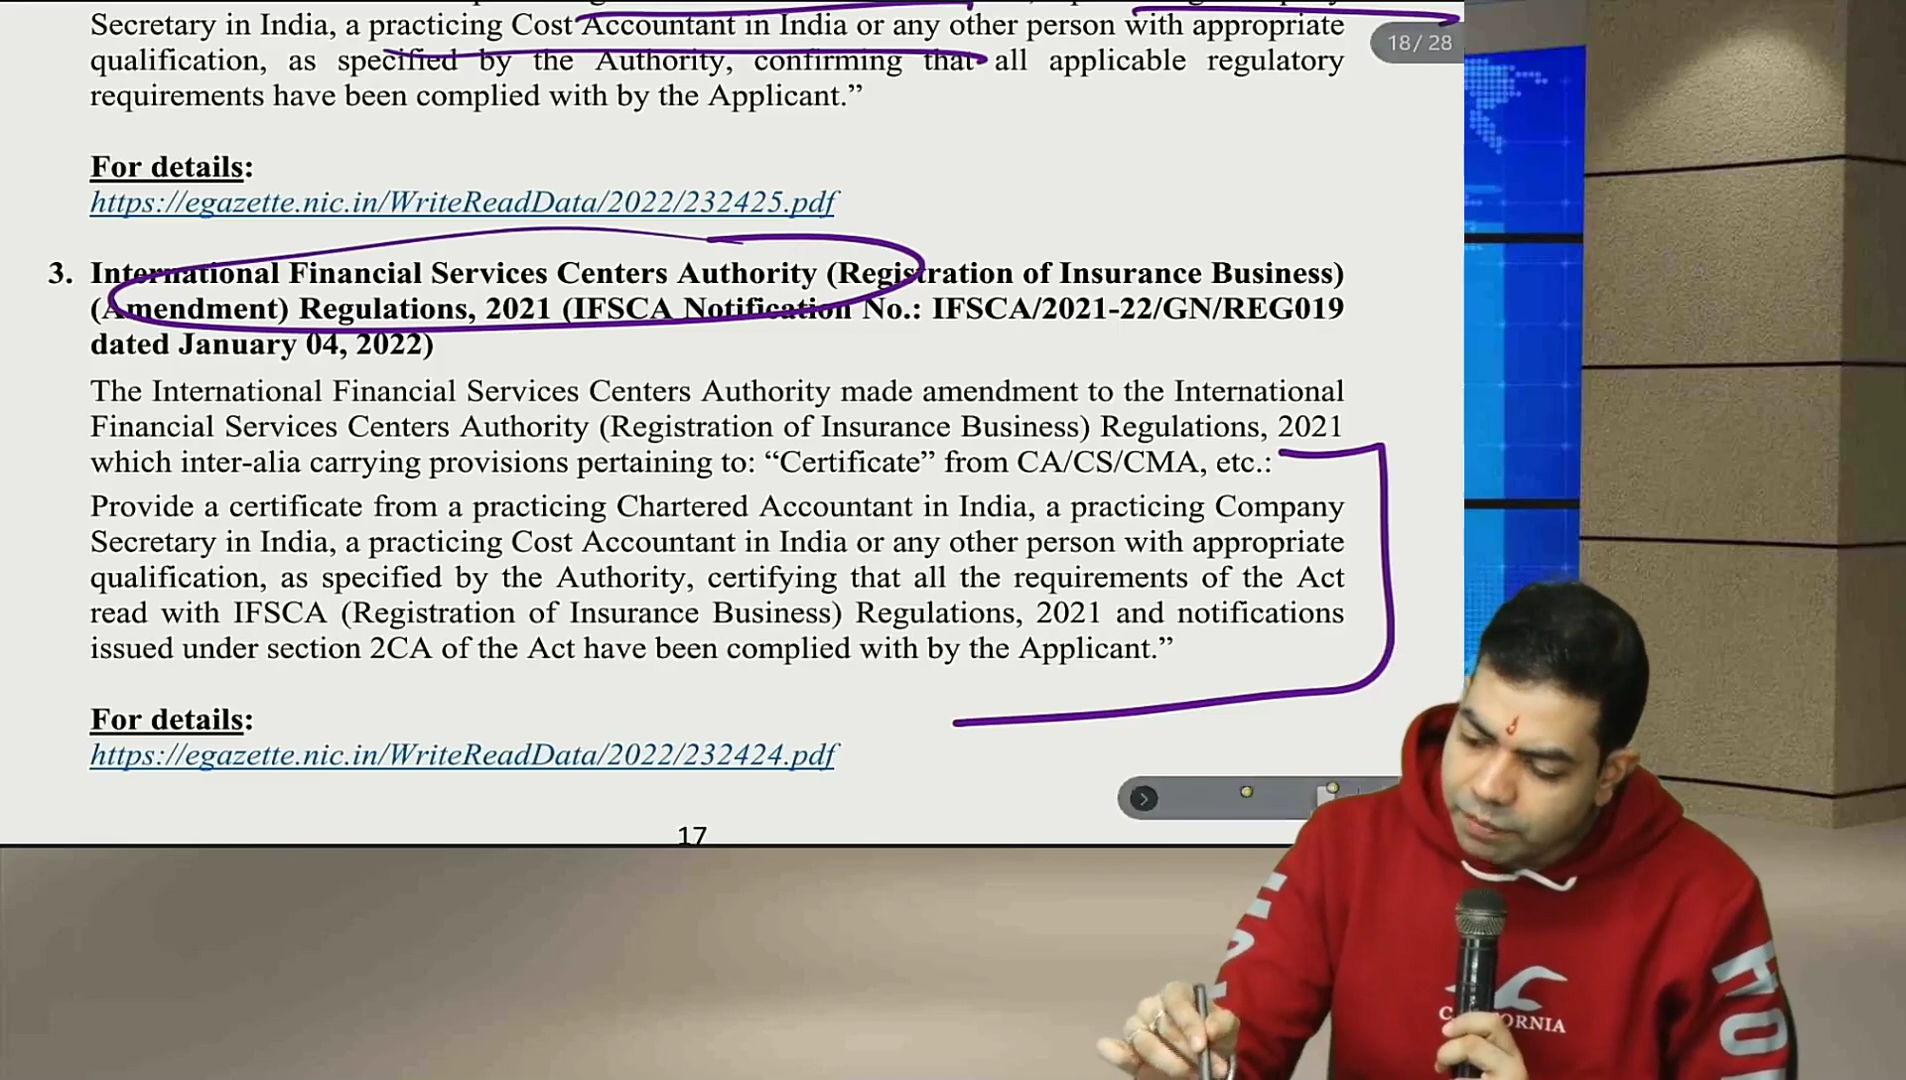 Secretary in India, a practicing Cost Accountant in India or any other person with appropriate
qualification, as specified by the Authority, confirming that all applicable regulatory
requirements have been complied with by the Applicant.”
18/ 28
For details:
https://egazette.nic.in/WriteReadData/2022/232425.pdf
3. International Financial Services Centers Authority (Registration of Insurance Business)
(Amendment) Regulations, 2021 (IFSCA Notification No.: IFSCA/2021-22/GN/REG019
dated January 04, 2022)
The International Financial Services Centers Authority made amendment to the International
Financial Services Centers Authority (Registration of Insurance Business) Regulations, 2021
which inter-alia carrying provisions pertaining to: “Certificate” from CA/CS/CMA, etc.:
Provide a certificate from a practicing Chartered Accountant in India, a practicing Company
Secretary in India, a practicing Cost Accountant in India or any other person with appropriate
qualification, as specified by the Authority, certifying that all the requirements of the Act
read with IFSCA (Registration of Insurance Business) Regulations, 2021 and notifications
issued under section 2CA of the Act have been complied with by the Applicant.”
For details:
https://egazette.nic.in/WriteReadData/2022/232424.pdf
17